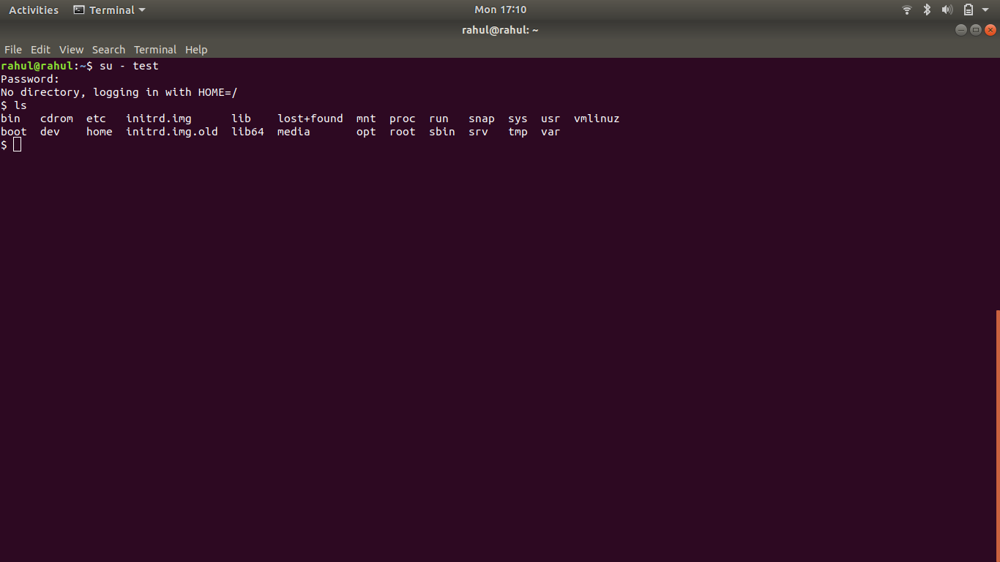 Activities Terminal Mon 17:10
rahul@rahul: ~
File Edit View Search Terminal Help
rahul@rahul:~$ su - test
Password:
No directory, logging in with HOME=/
$ ls
bin   cdrom  etc   initrd.img      lib    lost+found  mnt  proc  run   snap  sys  usr  vmlinuz
boot  dev    home  initrd.img.old  lib64  media       opt  root  sbin  srv   tmp  var
$